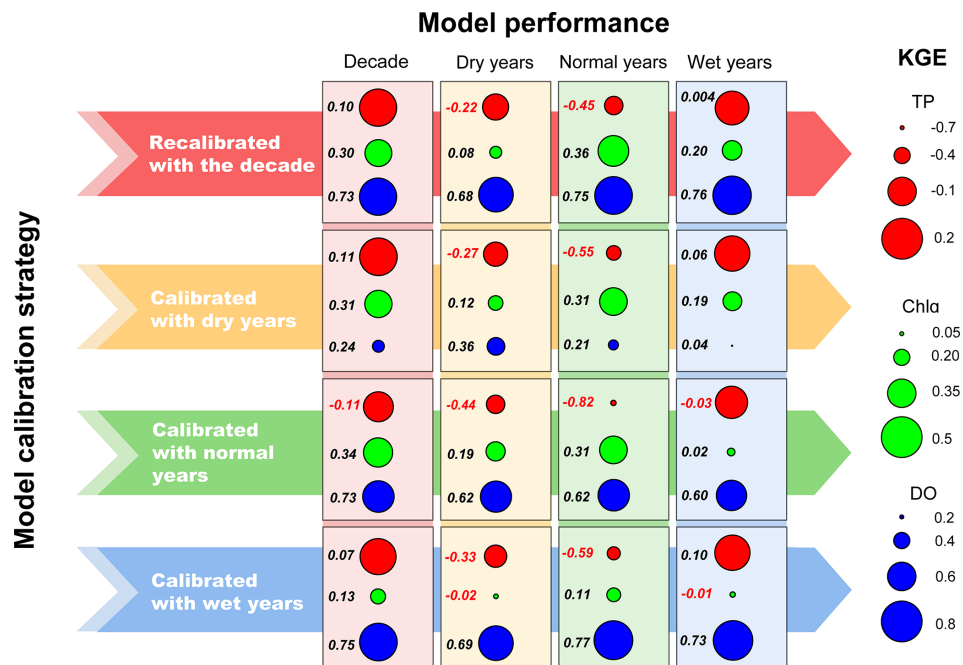 Model performance
Decade Dry years Normal years Wet years
KGE
Model calibration strategy
Recalibrated
with the decade
0.10 -0.22 -0.45 0.004
0.30 0.08 0.36 0.20
0.73 0.68 0.75 0.76
Calibrated
with dry years
0.11 -0.27 -0.55 0.06
0.31 0.12 0.31 0.19
0.24 0.36 0.21 0.04
Calibrated
with normal
years
-0.11 -0.44 -0.82 -0.03
0.34 0.19 0.31 0.02
0.73 0.62 0.62 0.60
Calibrated
with wet years
0.07 -0.33 -0.59 0.10
0.13 -0.02 0.11 -0.01
0.75 0.69 0.77 0.73
TP
-0.7
-0.4
-0.1
0.2
Chlɑ
0.05
0.20
0.35
0.5
DO
0.2
0.4
0.6
0.8